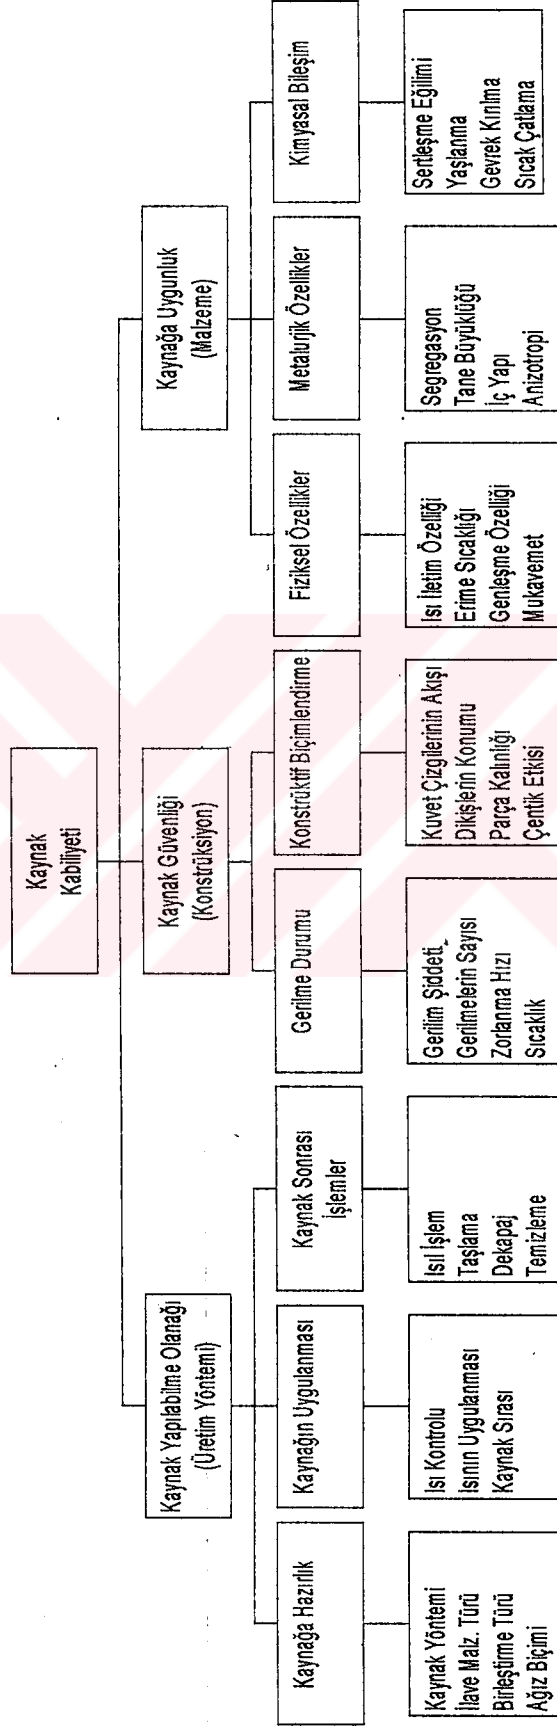 Kaynak
Kabiliyeti
Kaynak Yapılabilme Olanağı
(Üretim Yöntemi)
Kaynak Güvenliği
(Konstrüksiyon)
Kaynağa Uygunluk
(Malzeme)
Kaynağa Hazırlık
Kaynağın Uygulanması
Kaynak Sonrası
İşlemler
Gerilme Durumu
Konstrüktif Biçimlendirme
Fiziksel Özellikler
Metalurjik Özellikler
Kimyasal Bileşim
Kaynak Yöntemi
İlave Malz. Türü
Birleştirme Türü
Ağız Biçimi
Isı Kontrolu
Isının Uygulanması
Kaynak Sırası
Isıl İşlem
Taşlama
Dekapaj
Temizleme
Gerilim Şiddeti
Gerilmelerin Sayısı
Zorlanma Hızı
Sıcaklık
Kuvet Çizgilerinin Akışı
Dikişlerin Konumu
Parça Kalınlığı
Çentik Etkisi
Isı İletim Özelliği
Erime Sıcaklığı
Genleşme Özelliği
Mukavemet
Segregasyon
Tane Büyüklüğü
İç Yapı
Anizotropi
Sertleşme Eğilimi
Yaşlanma
Gevrek Kırılma
Sıcak Çatlama